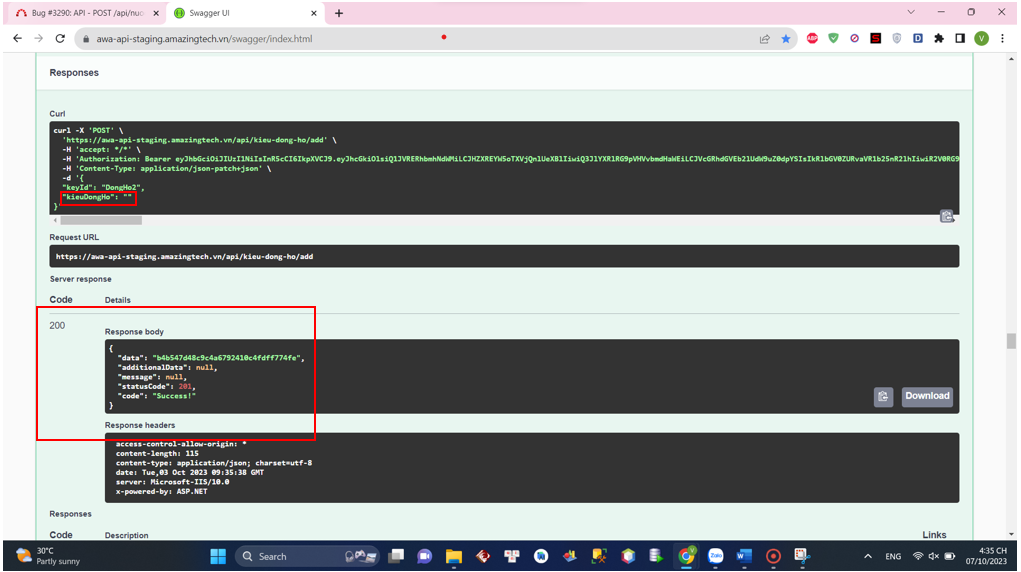 Bug #3290: API - POST /api/nuo
Swagger UI
awa-api-staging.amazingtech.vn/swagger/index.html
Responses
Curl
curl -X 'POST' \
'https://awa-api-staging.amazingtech.vn/api/kieu-dong-ho/add' \
-H 'accept: */*' \
-H 'Content-Type: application/json-patch+json' \
-d '{
"keyId": "DongHo2",
"kieuDongHo": ""
}'
Request URL
https://awa-api-staging.amazingtech.vn/api/kieu-dong-ho/add
Server response
Code Details
200
Response body
{
"data": "b4b547d48c9c4a6792410c4fdff774fe",
"additionalData": null,
"message": null,
"statusCode": 201,
"code": "Success!"
}
Download
Response headers
access-control-allow-origin: *
content-length: 115
content-type: application/json; charset=utf-8
date: Tue,03 Oct 2023 09:35:38 GMT
server: Microsoft-IIS/10.0
x-powered-by: ASP.NET
Responses
Code Description Links
30°C
Partly sunny
Search
ENG
4:35 CH
07/10/2023